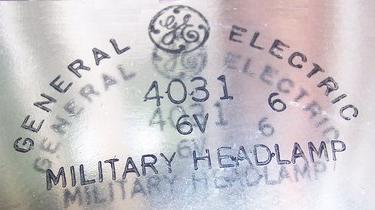 GE
GENERAL ELECTRIC
4031 6
6V
MILITARY HEADLAMP